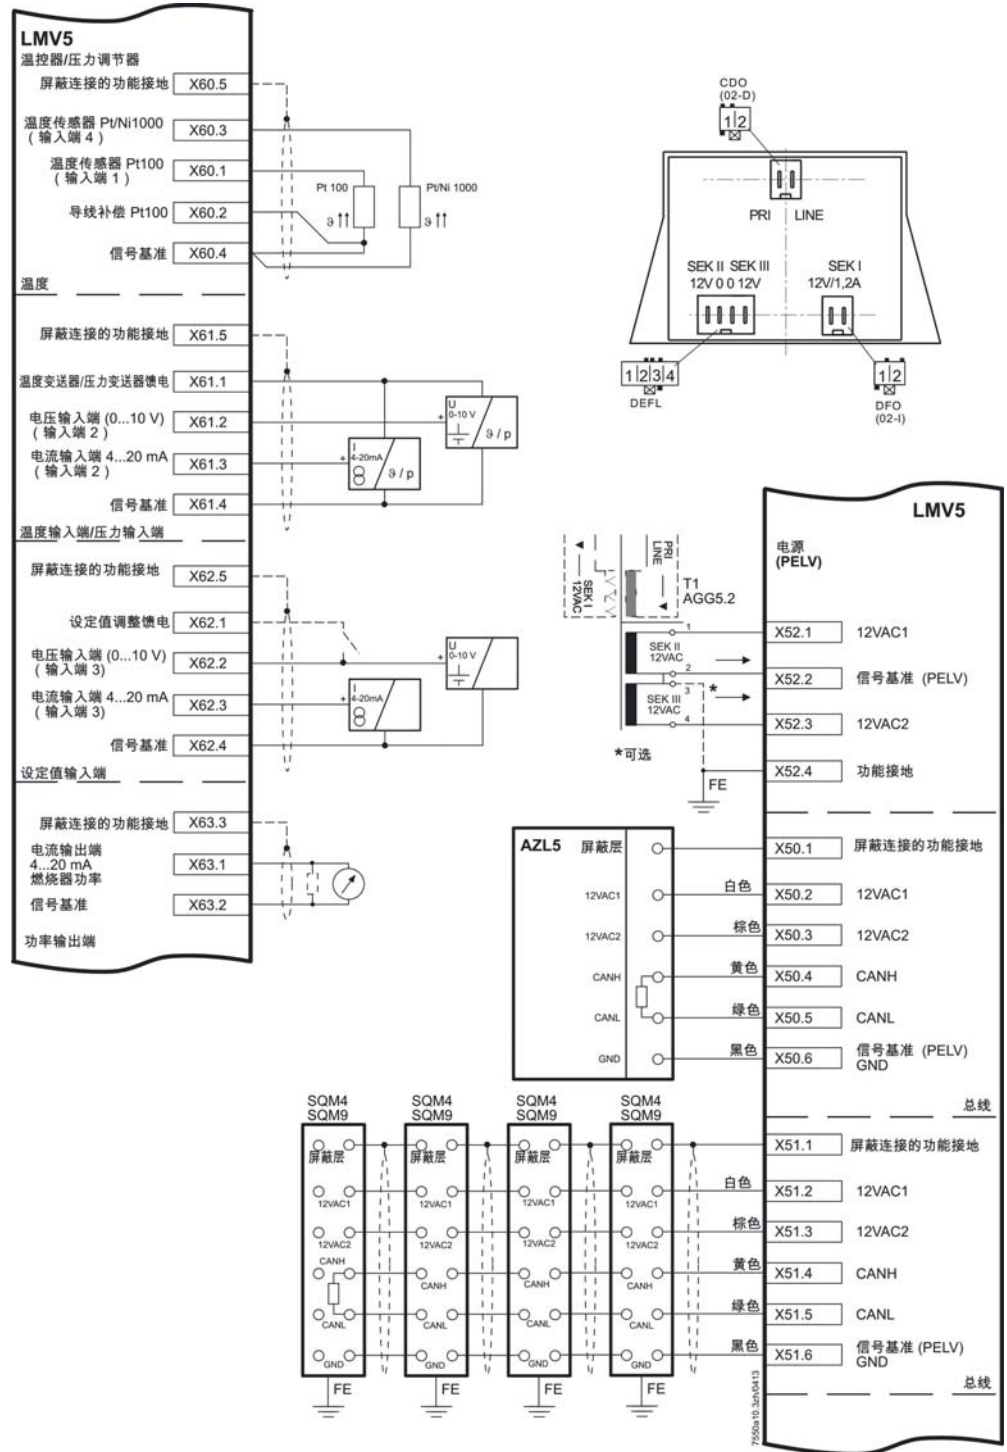 LMV5
温控器/压力调节器
屏蔽连接的功能接地 X60.5
温度传感器 Pt/Ni1000
(输入端 4) X60.3
温度传感器 Pt100
(输入端 1) X60.1
导线补偿 Pt100 X60.2
信号基准 X60.4
温度
Pt 100
Pt/Ni 1000
ϑ
ϑ
屏蔽连接的功能接地 X61.5
温度变送器/压力变送器馈电 X61.1
电压输入端 (0...10 V)
(输入端 2) X61.2
电流输入端 4...20 mA
(输入端 2) X61.3
信号基准 X61.4
温度输入端/压力输入端
U
0-10 V
+
ϑ / p
I
4-20mA
+
ϑ / p
屏蔽连接的功能接地 X62.5
设定值调整馈电 X62.1
电压输入端 (0...10 V)
(输入端 3) X62.2
电流输入端 4...20 mA
(输入端 3) X62.3
信号基准 X62.4
设定值输入端
U
0-10 V
+
I
4-20mA
+
屏蔽连接的功能接地 X63.3
电流输出端
4...20 mA
燃烧器功率 X63.1
信号基准 X63.2
功率输出端
CDO
(02-D)
1 2
PRI LINE
SEK II SEK III
12V 0 0 12V
SEK I
12V/1,2A
1 2 3 4
DEFL
1 2
DFO
(02-I)
LMV5
电源
(PELV)
SEK I
12VAC
PRI
LINE
T1
AGG5.2
SEK II
12VAC
SEK III
12VAC
1
2
3
4
*
*可选
FE
X52.1 12VAC1
X52.2 信号基准 (PELV)
X52.3 12VAC2
X52.4 功能接地
AZL5
屏蔽层 X50.1 屏蔽连接的功能接地
12VAC1 白色 X50.2 12VAC1
12VAC2 棕色 X50.3 12VAC2
CANH 黄色 X50.4 CANH
CANL 绿色 X50.5 CANL
GND 黑色 X50.6 信号基准 (PELV)
GND
总线
SQM4 SQM4 SQM4 SQM4
SQM9 SQM9 SQM9 SQM9
屏蔽层 屏蔽层 屏蔽层 屏蔽层 X51.1 屏蔽连接的功能接地
12VAC1 12VAC1 12VAC1 12VAC1 白色 X51.2 12VAC1
12VAC2 12VAC2 12VAC2 12VAC2 棕色 X51.3 12VAC2
CANH CANH CANH CANH 黄色 X51.4 CANH
CANL CANL CANL CANL 绿色 X51.5 CANL
GND GND GND GND 黑色 X51.6 信号基准 (PELV)
GND
总线
FE FE FE FE
7550a10.3zh/0413